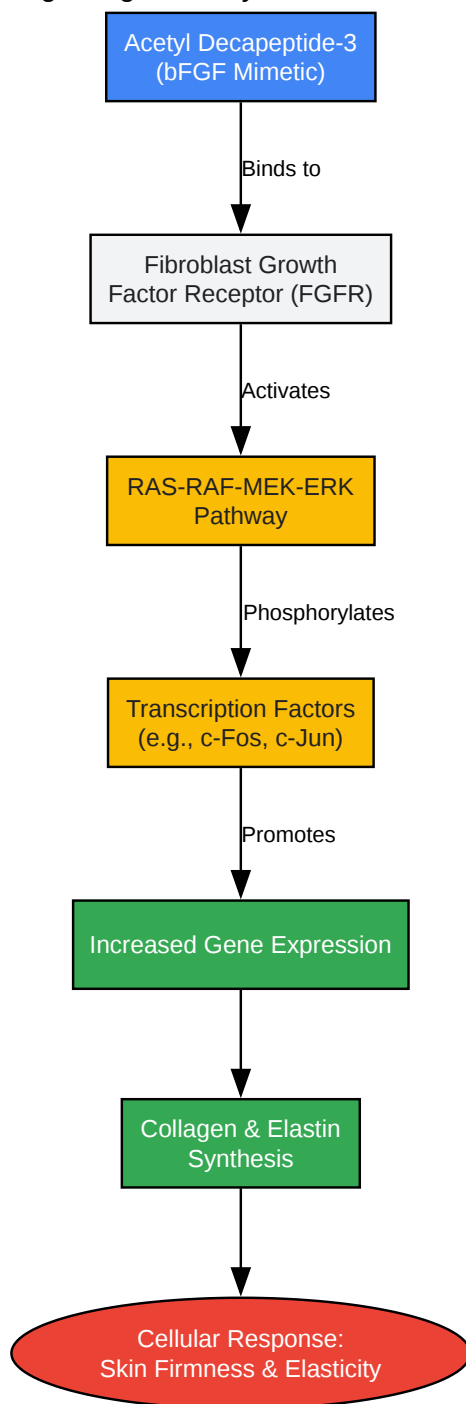 Acetyl Decapeptide-3
(bFGF Mimetic)
Binds to
Fibroblast Growth
Factor Receptor (FGFR)
Activates
RAS-RAF-MEK-ERK
Pathway
Phosphorylates
Transcription Factors
(e.g., c-Fos, c-Jun)
Promotes
Increased Gene Expression
Collagen & Elastin
Synthesis
Cellular Response:
Skin Firmness & Elasticity